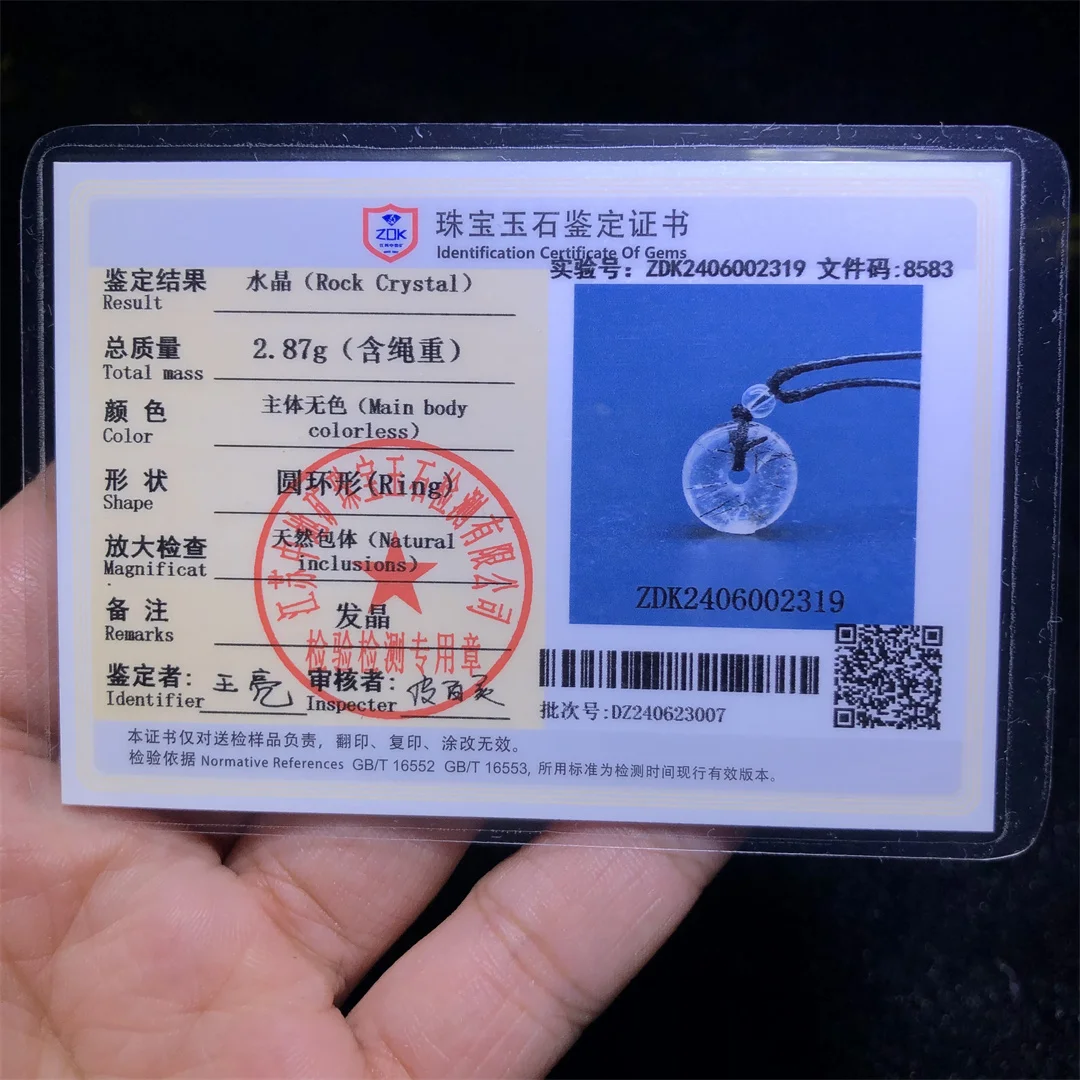 ZDK
珠宝玉石鉴定证书
Identification Certificate Of Gems
实验号: ZDK2406002319 文件码:8583
鉴定结果 水晶（Rock Crystal）
Result
总质量 2.87g（含绳重）
Total mass
颜 色 主体无色（Main body
Color colorless）
形 状 圆环形(Ring)
Shape
放大检查 天然包体（Natural
Magnificat inclusions）
备 注 发晶
Remarks
鉴定者: 王亮 审核者:
Identifier Inspecter
检验检测专用章
ZDK2406002319
批次号:DZ240623007
本证书仅对送检样品负责，翻印、复印、涂改无效。
检验依据 Normative References GB/T 16552 GB/T 16553, 所用标准为检测时间现行有效版本。